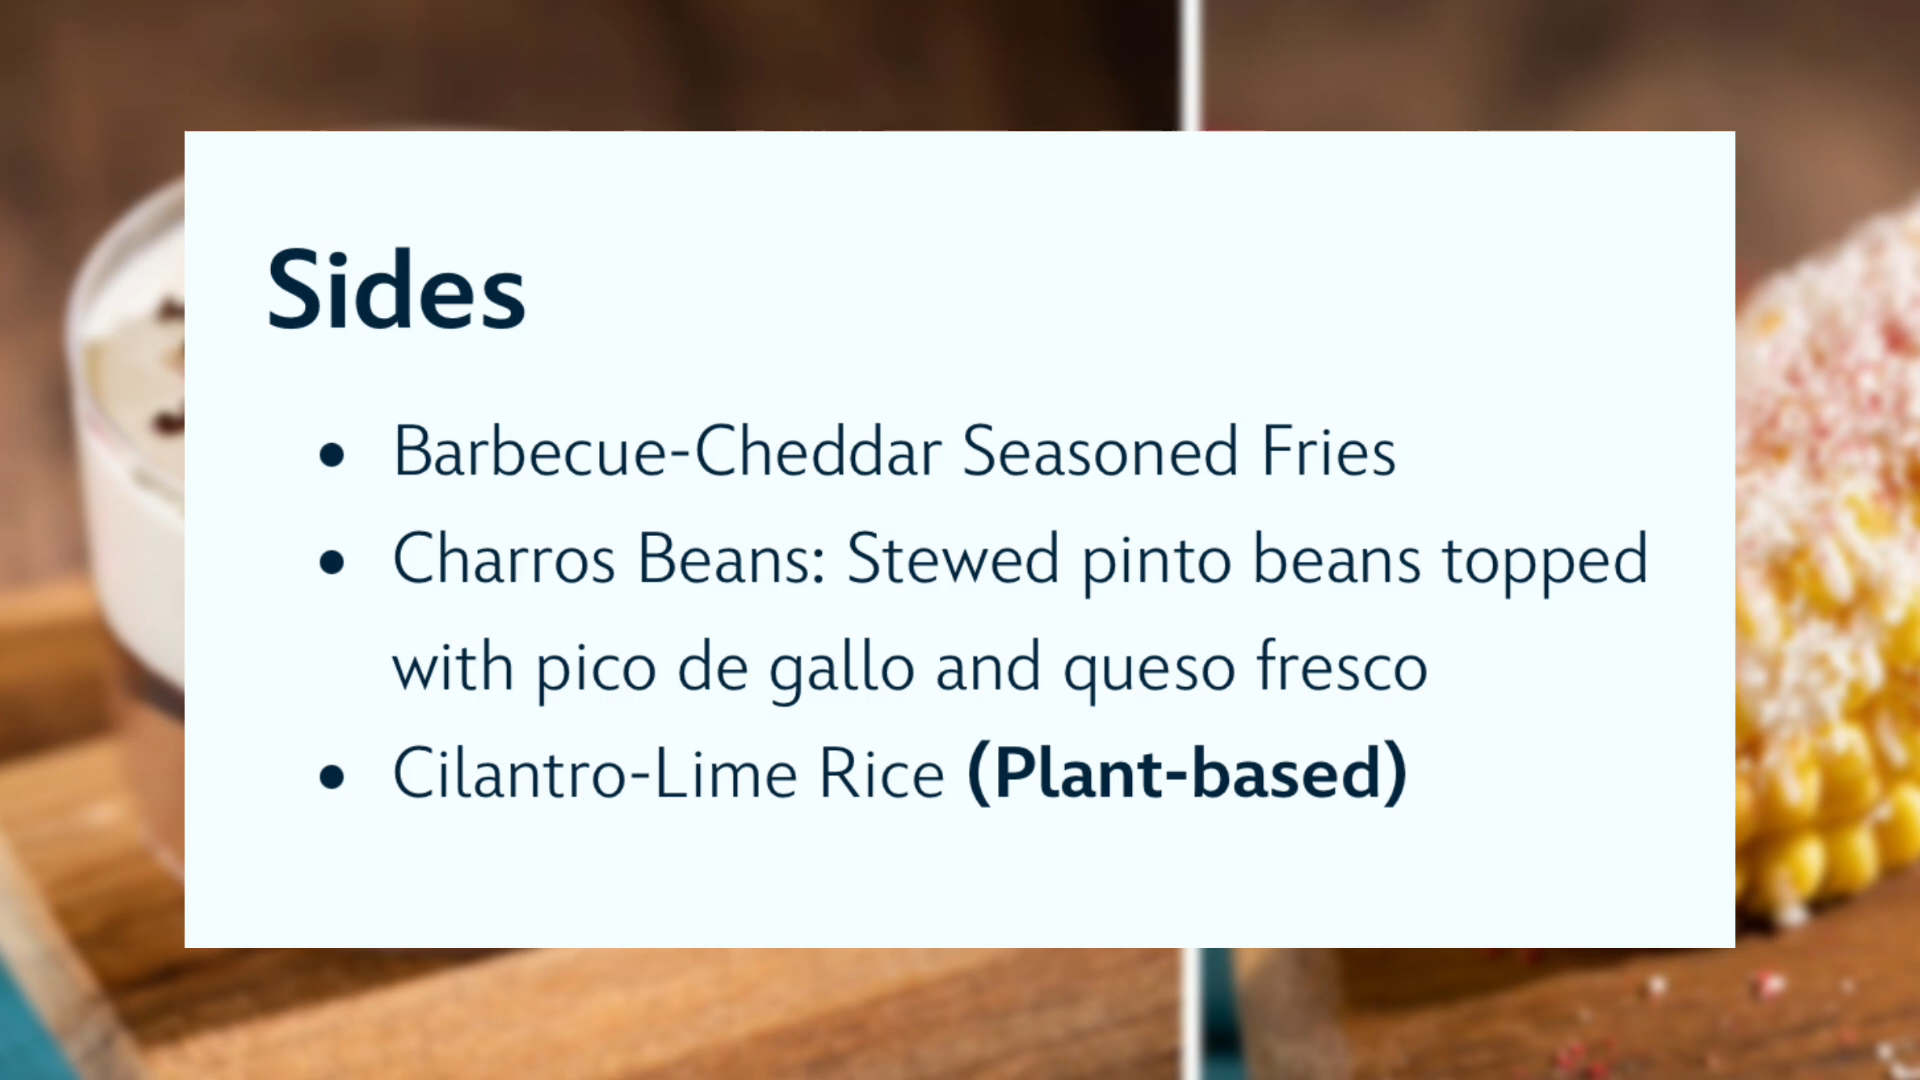 Sides
• Barbecue-Cheddar Seasoned Fries
• Charros Beans: Stewed pinto beans topped
with pico de gallo and queso fresco
• Cilantro-Lime Rice (Plant-based)